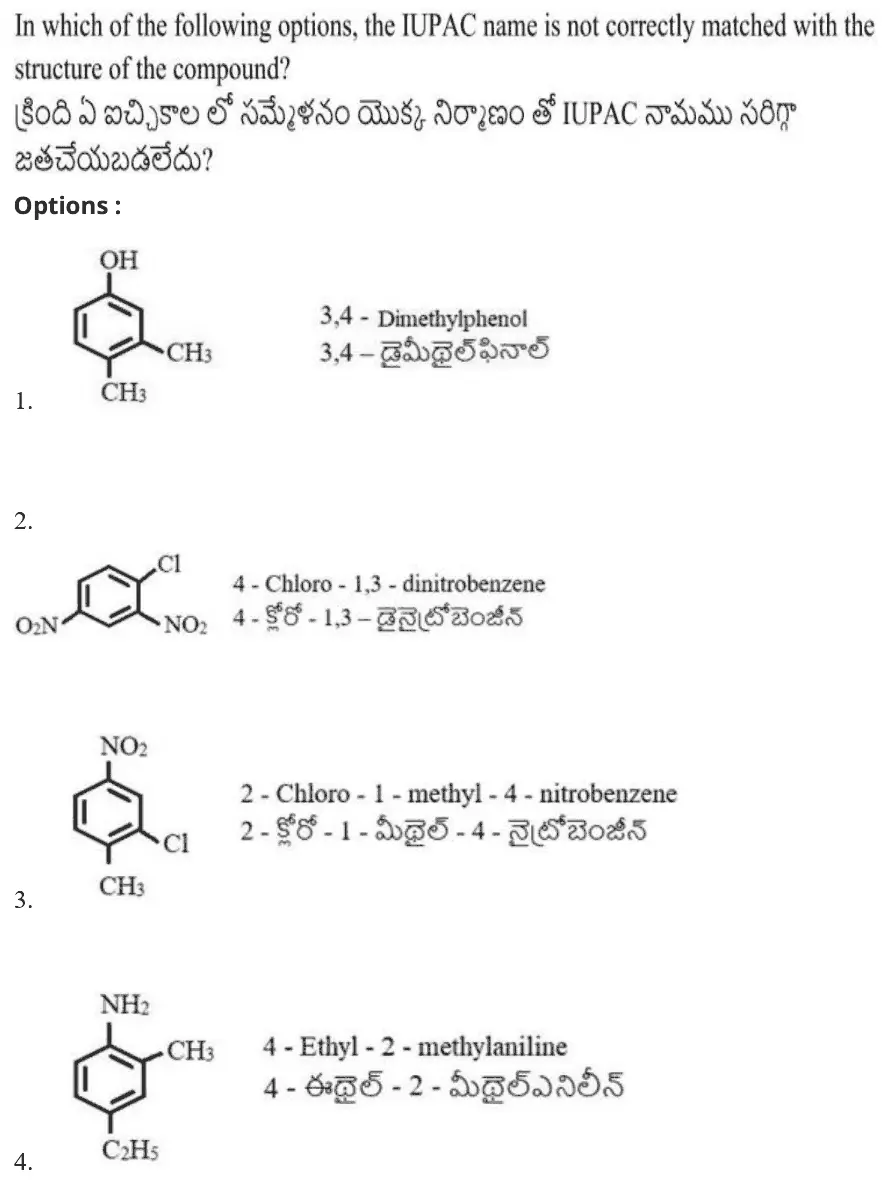 In which of the following options, the IUPAC name is not correctly matched with the
structure of the compound?
క్రింది ఏ ఐచ్ఛికాల లో సమ్మేళనం యొక్క నిర్మాణం తో IUPAC నామము సరిగ్గా
జతచేయబడలేదు?
Options :
OH
3,4 - Dimethylphenol
3,4 – డైమీథైల్‌ఫినాల్
CH3
CH3
1.
2.
Cl
4 - Chloro - 1,3 - dinitrobenzene
O2N
NO2
4 - క్లోరో - 1,3 – డైనైట్రోబెంజీన్
NO2
2 - Chloro - 1 - methyl - 4 - nitrobenzene
2 - క్లోరో - 1 - మీథైల్ - 4 - నైట్రోబెంజీన్
Cl
CH3
3.
NH2
CH3
4 - Ethyl - 2 - methylaniline
4 - ఈథైల్ - 2 - మీథైల్ఎనిలీన్
C2H5
4.